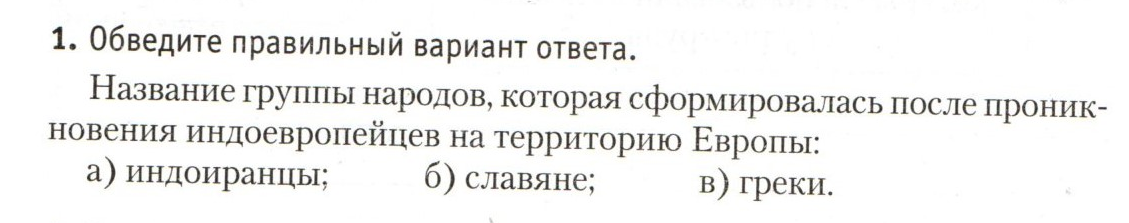 1. Обведите правильный вариант ответа.
Название группы народов, которая сформировалась после проник-
новения индоевропейцев на территорию Европы:
а) индоиранцы; б) славяне; в) греки.